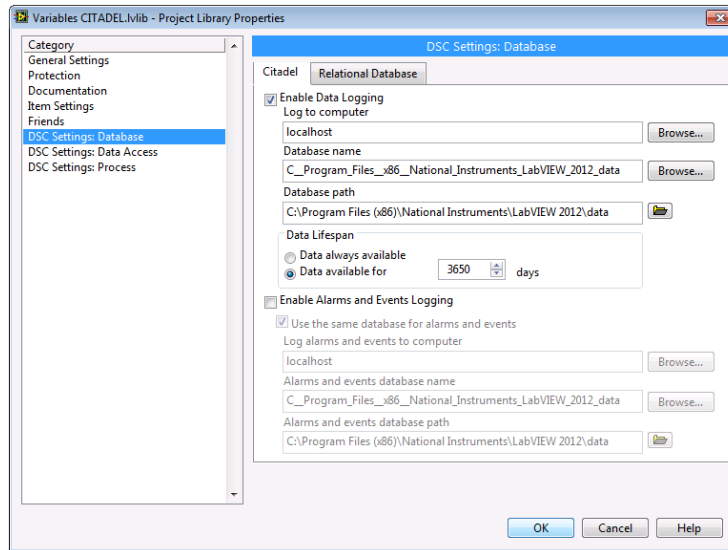 Variables CITADEL.lvlib - Project Library Properties
Category
General Settings
Protection
Documentation
Item Settings
Friends
DSC Settings: Database
DSC Settings: Data Access
DSC Settings: Process
DSC Settings: Database
Citadel Relational Database
Enable Data Logging
Log to computer
localhost Browse...
Database name
C__Program_Files__x86__National_Instruments_LabVIEW_2012_data Browse...
Database path
C:\Program Files (x86)\National Instruments\LabVIEW 2012\data
Data Lifespan
Data always available
Data available for 3650 days
Enable Alarms and Events Logging
Use the same database for alarms and events
Log alarms and events to computer
localhost Browse...
Alarms and events database name
C__Program_Files__x86__National_Instruments_LabVIEW_2012_data Browse...
Alarms and events database path
C:\Program Files (x86)\National Instruments\LabVIEW 2012\data
OK Cancel Help